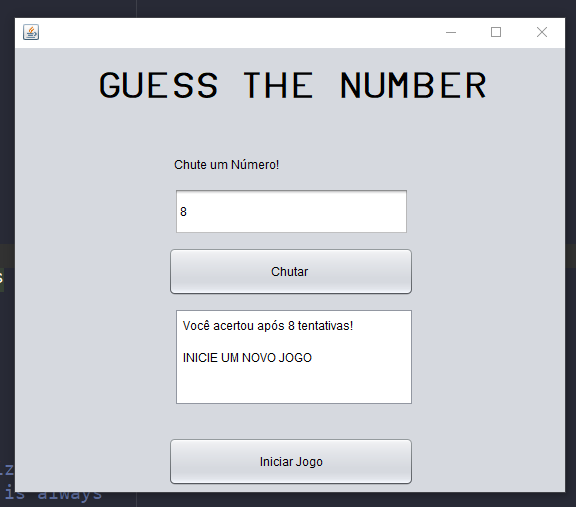 GUESS THE NUMBER
Chute um Número!
8
Chutar
Você acertou após 8 tentativas!
INICIE UM NOVO JOGO
Iniciar Jogo
is always